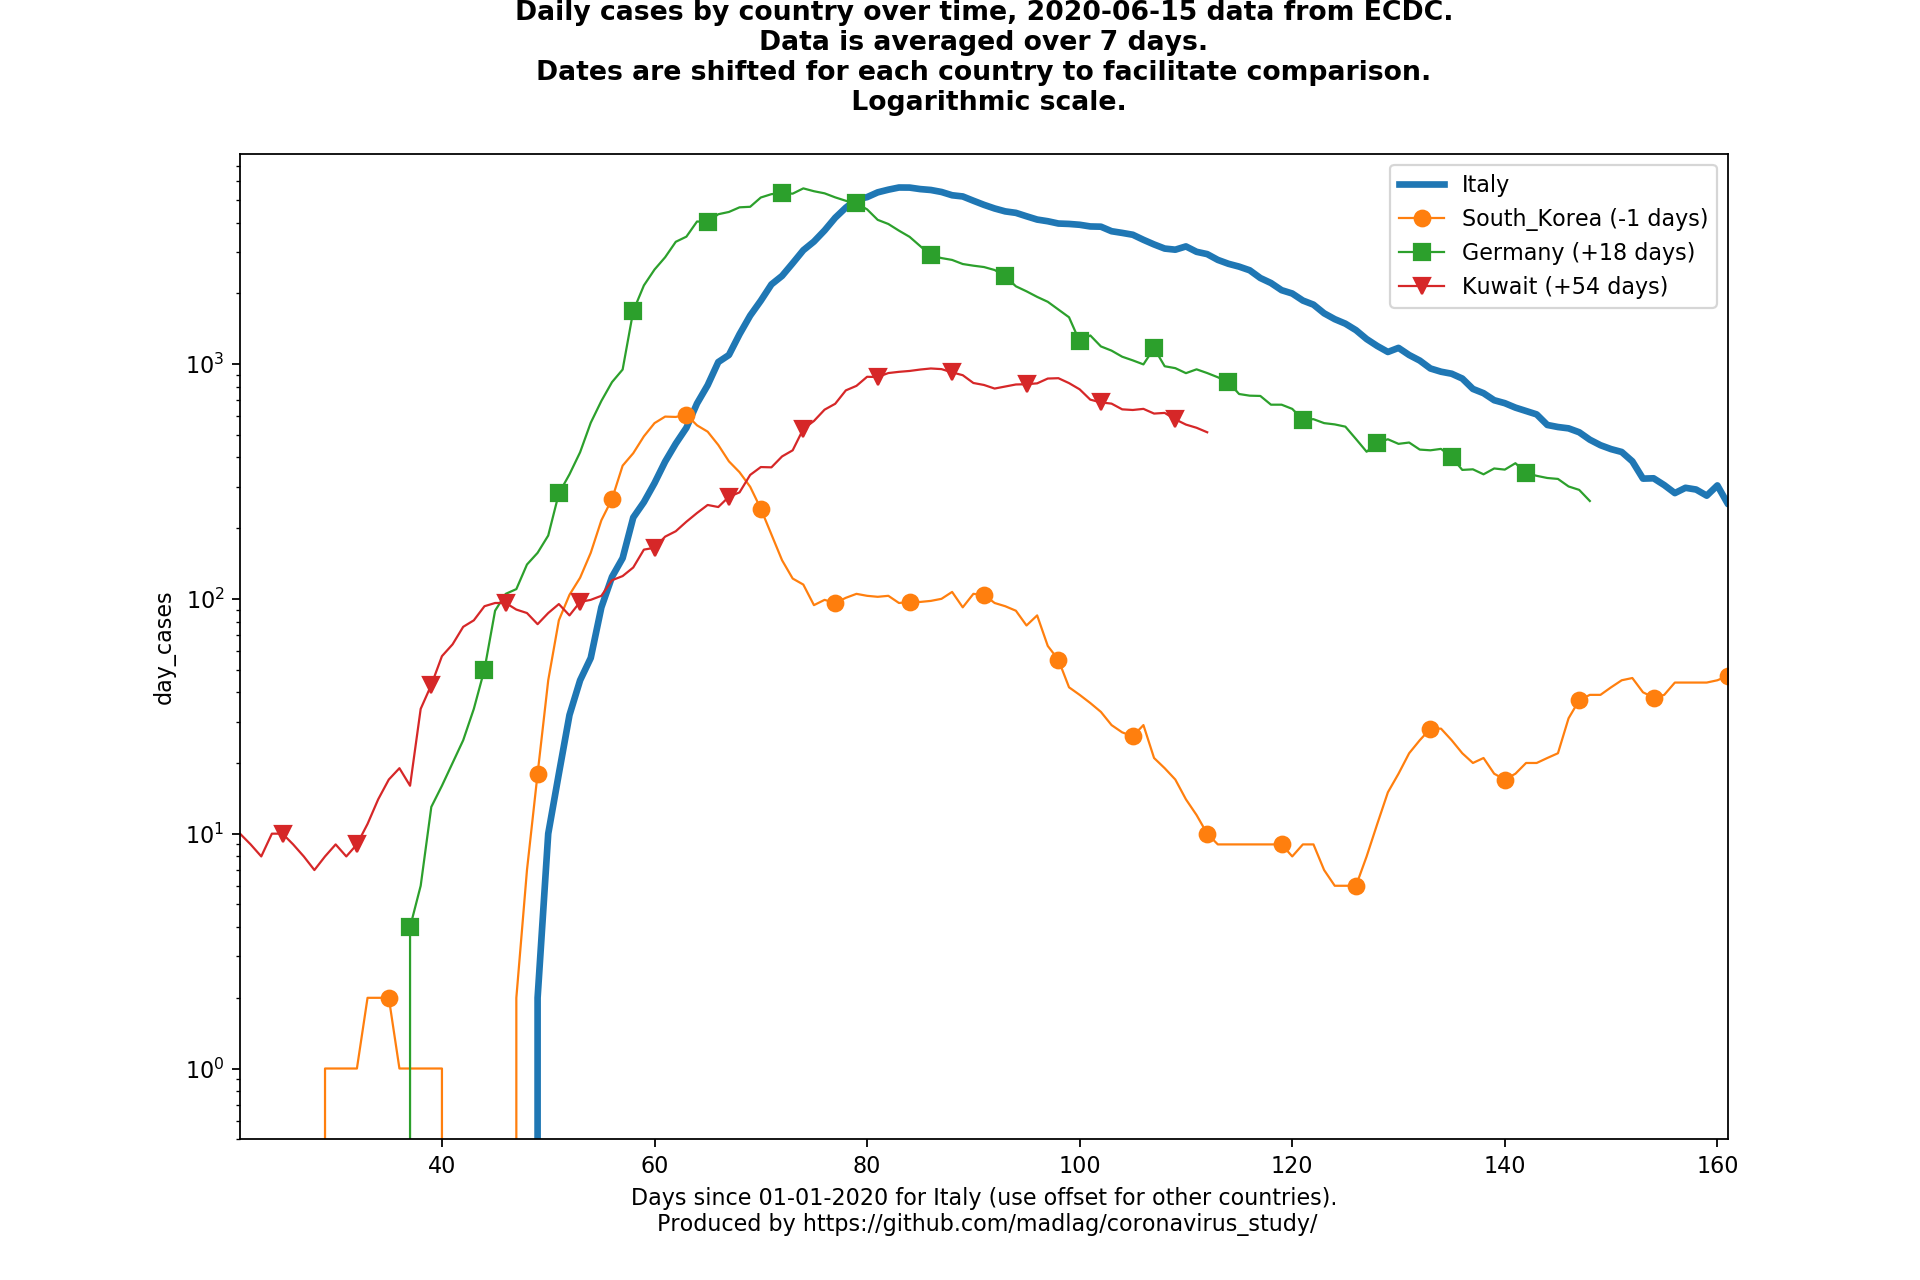 Daily cases by country over time, 2020-06-15 data from ECDC.
Data is averaged over 7 days.
Dates are shifted for each country to facilitate comparison.
Logarithmic scale.
Italy
South_Korea (-1 days)
Germany (+18 days)
Kuwait (+54 days)
day_cases
10³
10²
10¹
10⁰
40 60 80 100 120 140 160
Days since 01-01-2020 for Italy (use offset for other countries).
Produced by https://github.com/madlag/coronavirus_study/